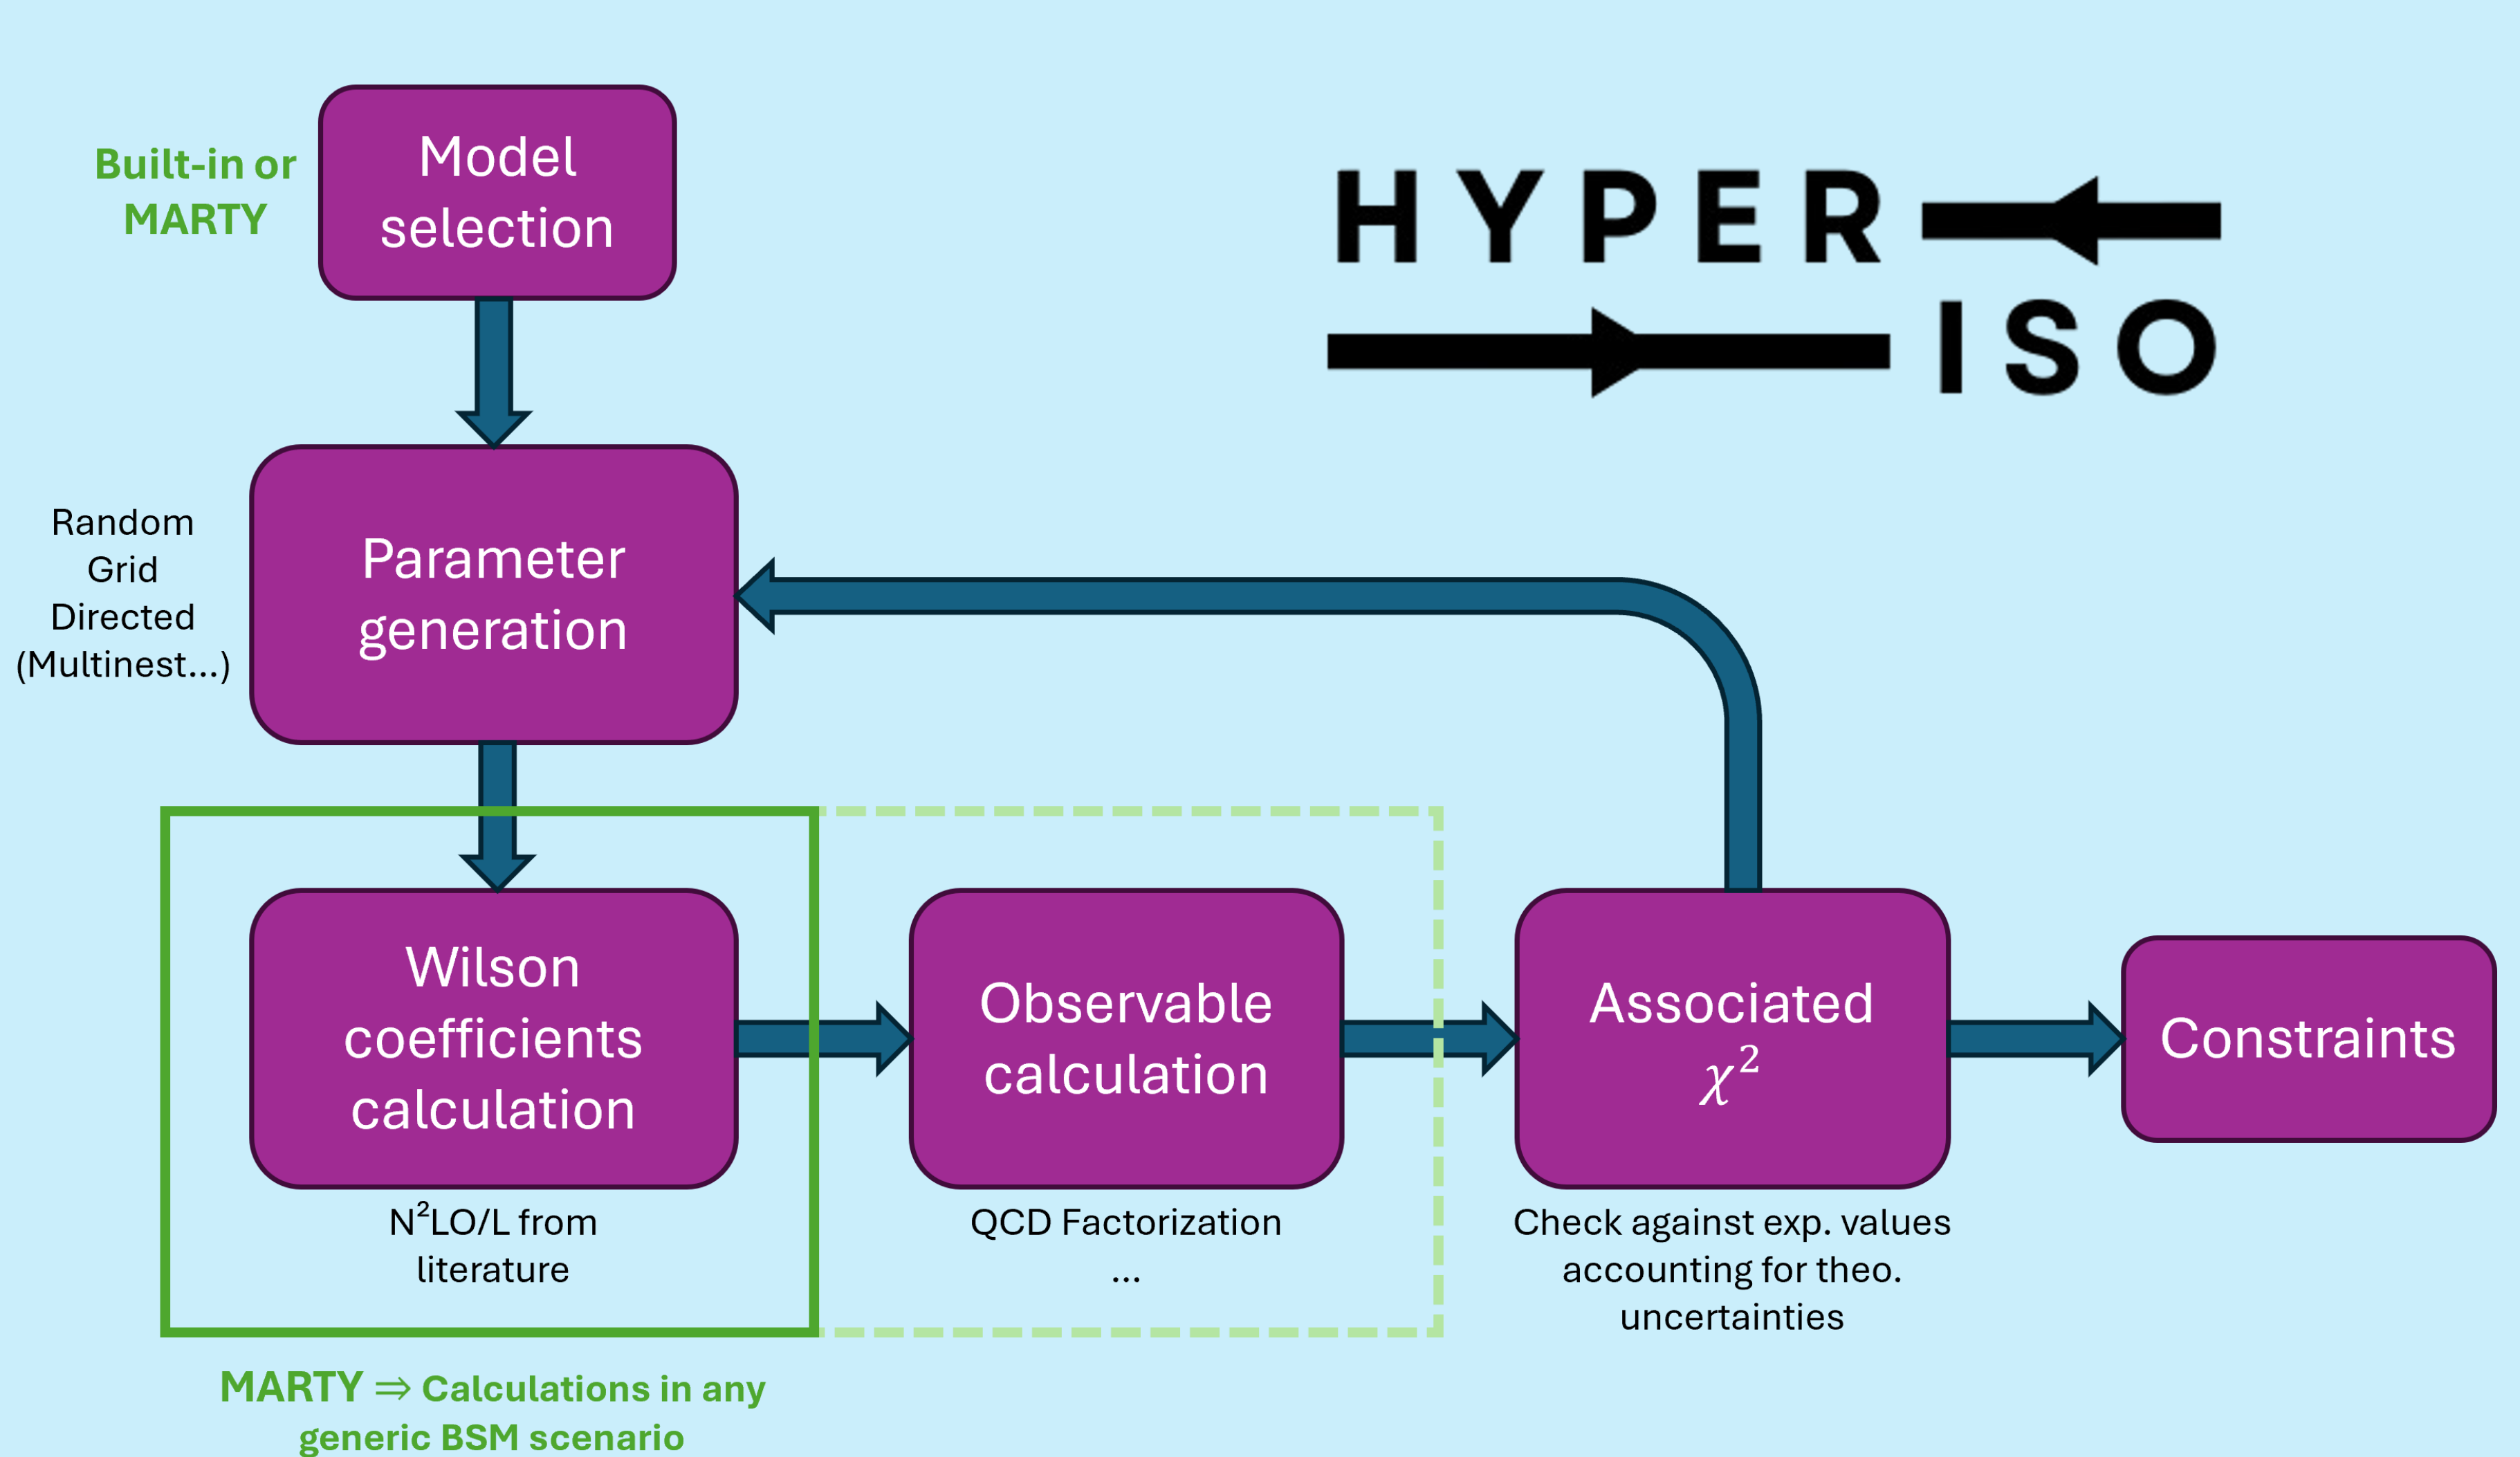 Built-in or
MARTY
Model
selection
HYPER
ISO
Random
Grid
Directed
(Multinest...)
Parameter
generation
Wilson
coefficients
calculation
N²LO/L from
literature
Observable
calculation
QCD Factorization
...
Associated
χ²
Check against exp. values
accounting for theo.
uncertainties
Constraints
MARTY ⇒ Calculations in any
generic BSM scenario